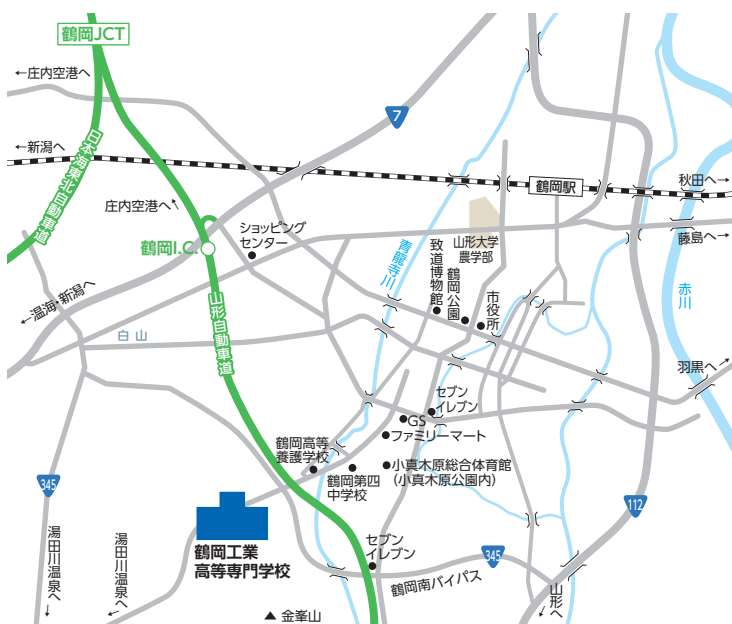 鶴岡JCT
←庄内空港へ
7
←新潟へ
日本海東北自動車道
鶴岡駅
秋田へ→
庄内空港へ
ショッピング
センター
鶴岡I.C.
青龍寺川
致道博物館
山形大学
農学部
鶴岡公園
市役所
藤島へ→
赤川
←温海・新潟へ
山形自動車道
白山
羽黒へ→
セブン
イレブン
GS
ファミリーマート
鶴岡高等
養護学校
鶴岡第四
中学校
小真木原総合体育館
(小真木原公園内)
345
112
鶴岡工業
高等専門学校
湯田川温泉へ
湯田川温泉へ
セブン
イレブン
345
鶴岡南バイパス
山形へ
▲ 金峯山